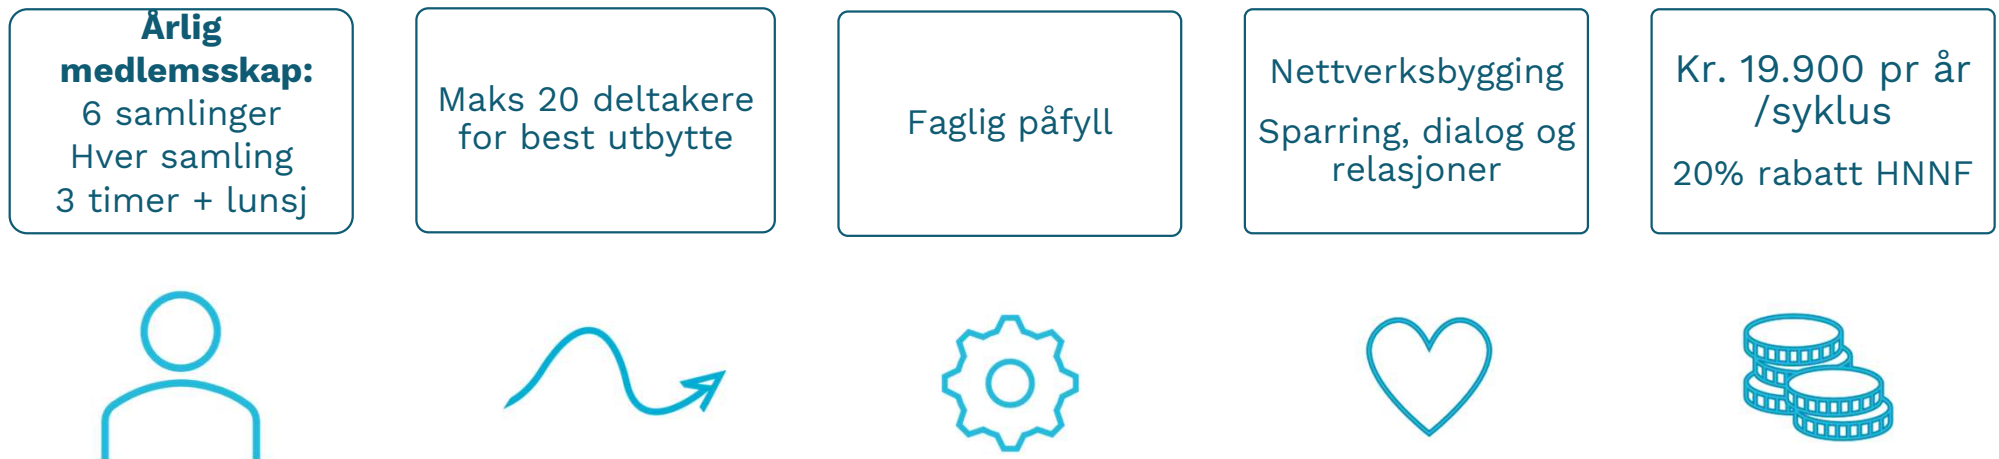 Årlig
medlemsskap:
6 samlinger
Hver samling
3 timer + lunsj
Maks 20 deltakere
for best utbytte
Faglig påfyll
Nettverksbygging
Sparring, dialog og
relasjoner
Kr. 19.900 pr år
/syklus
20% rabatt HNNF